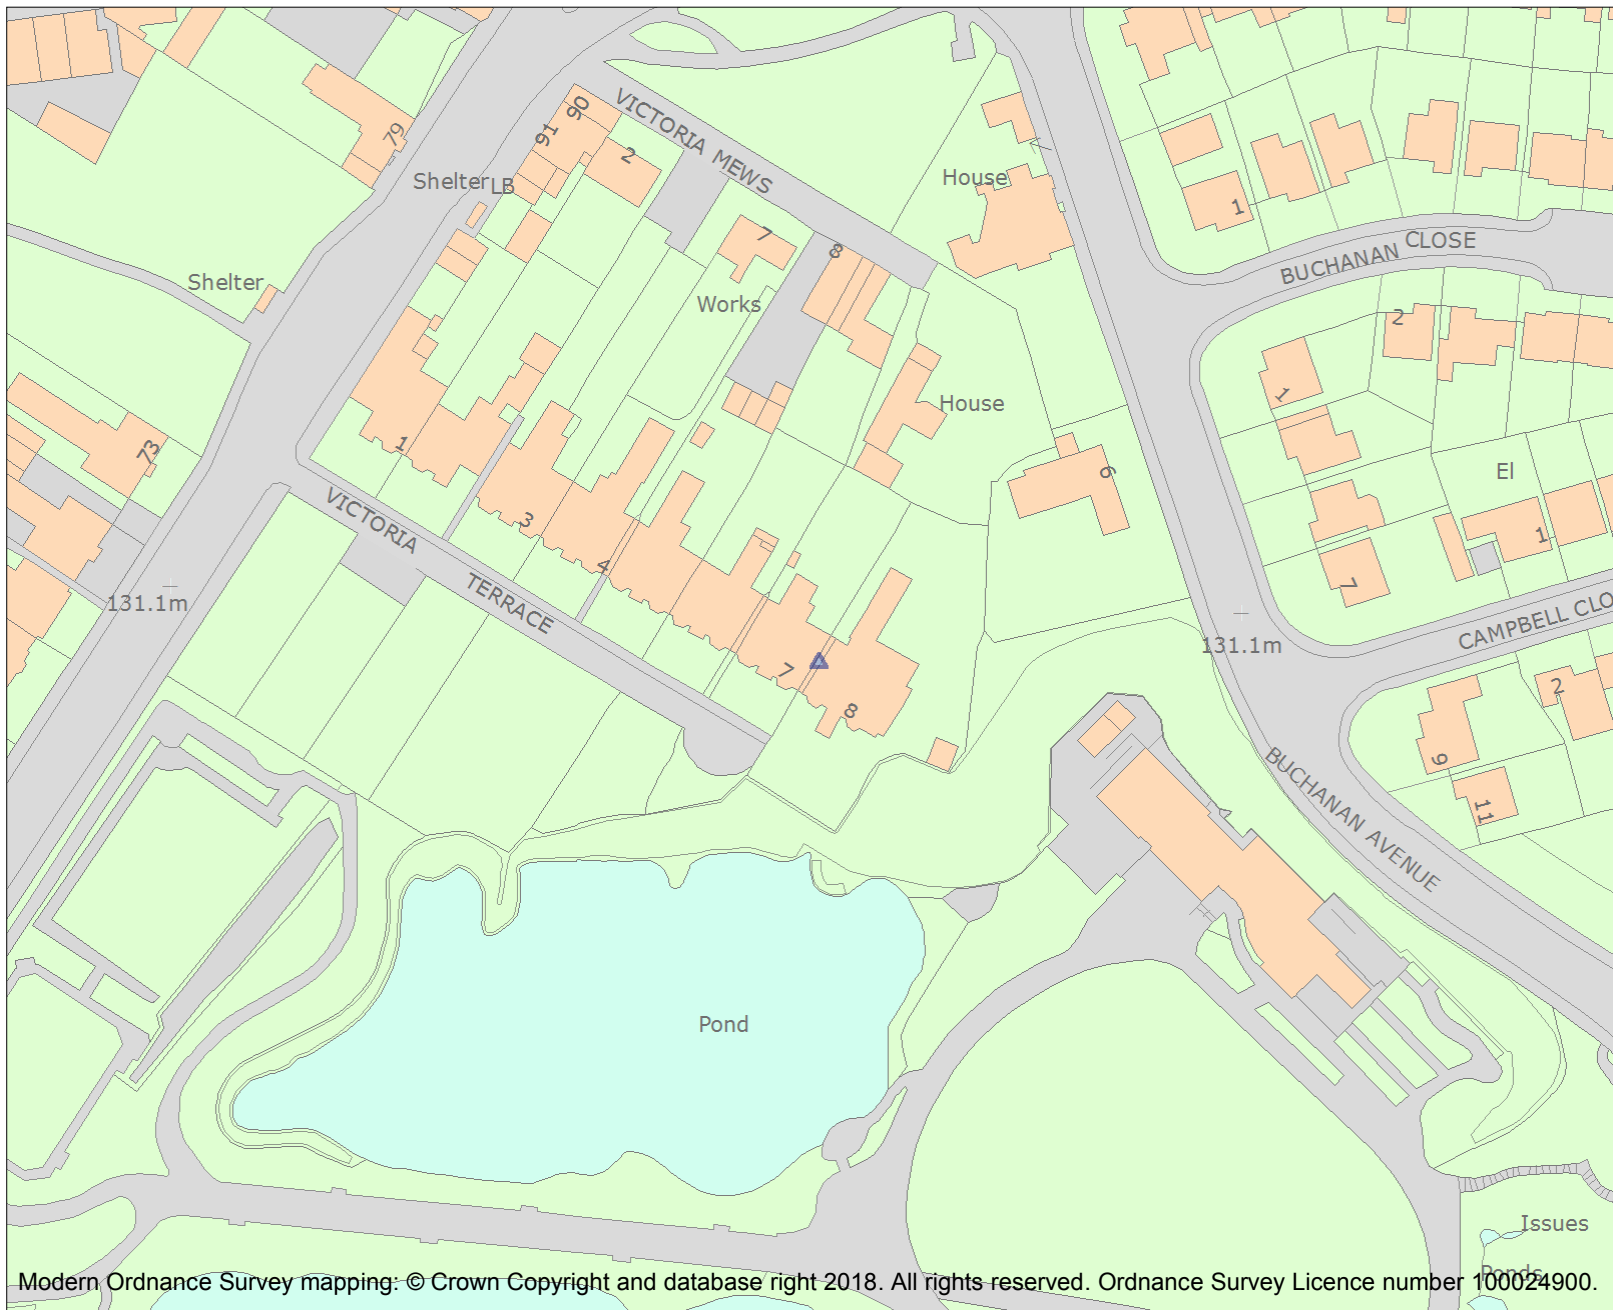 VICTORIA MEWS
90
91
79
2
Shelter LB
House
1
BUCHANAN CLOSE
7
8
Shelter
Works
2
House
1
73
1
6
El
3
1
VICTORIA TERRACE
4
7
131.1m
131.1m
CAMPBELL CLO
7
8
2
9
11
BUCHANAN AVENUE
Pond
Issues
Ponds
Modern Ordnance Survey mapping: © Crown Copyright and database right 2018. All rights reserved. Ordnance Survey Licence number 100024900.